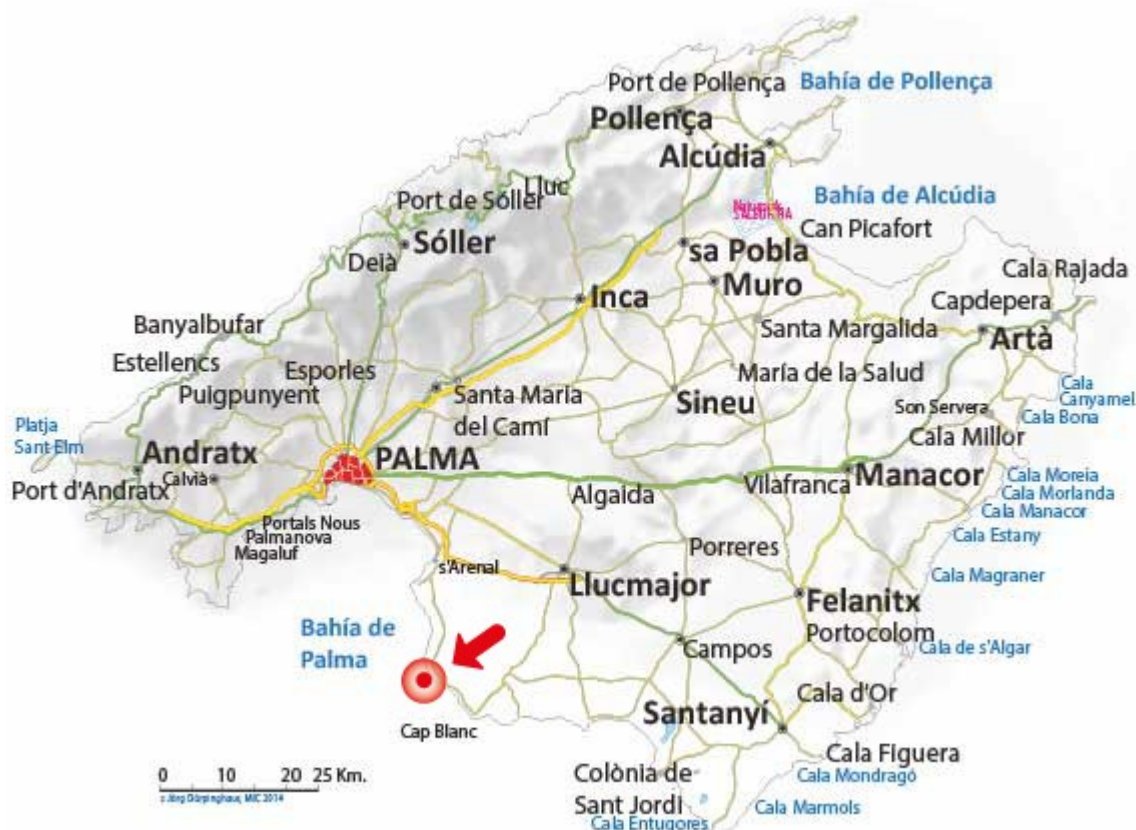 Port de Pollença
Bahía de Pollença
Pollença
Alcúdia
Lluc
Port de Sóller
Bahía de Alcúdia
Can Picafort
Sóller
sa Pobla
Deià
Muro
Cala Rajada
Inca
Capdepera
Banyalbufar
Santa Margalida
Artà
Estellencs
Esporles
María de la Salud
Puigpunyent
Santa Maria
del Camí
Sineu
Son Servera
Cala
Canyamel
Cala Bona
Platja
Sant Elm
Andratx
PALMA
Cala Millor
Calvià
Manacor
Cala Moreia
Port d'Andratx
Algaida
Vilafranca
Cala Morlanda
Cala Manacor
Portals Nous
Palmanova
Magaluf
Cala Estany
Porreres
s'Arenal
Llucmajor
Cala Magraner
Felanitx
Bahía de
Palma
Portocolom
Campos
Cala de s'Algar
Cala d'Or
Cap Blanc
Santanyí
Cala Figuera
0 10 20 25 Km.
Jörg Dörpinghaus, MIC 2014
Colònia de
Sant Jordi
Cala Mondragó
Cala Marmols
Cala Entugores